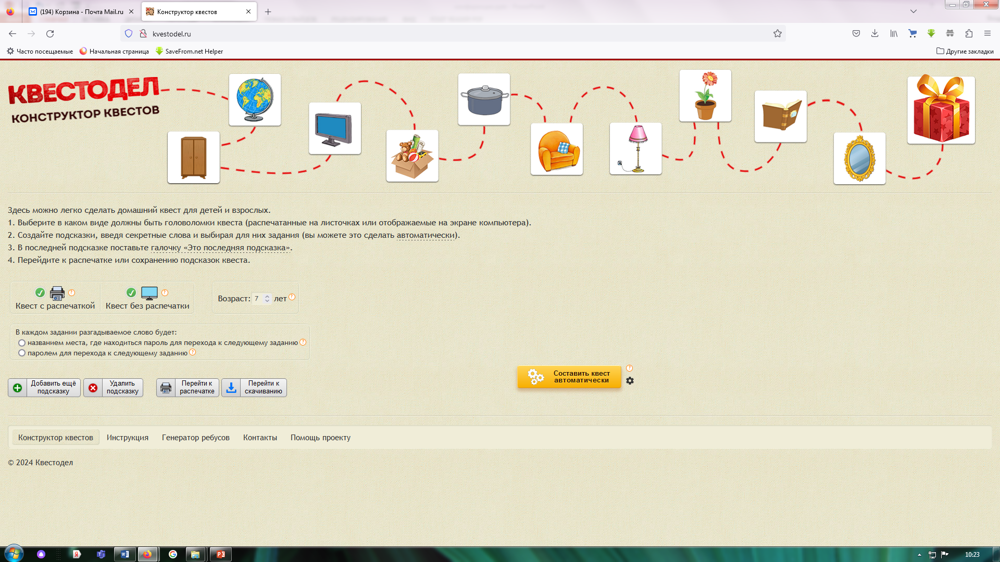 (194) Корзина - Почта Mail.ru
Конструктор квестов
kvestodel.ru
Часто посещаемые
Начальная страница
SaveFrom.net Helper
Другие закладки
КВЕСТОДЕЛ
КОНСТРУКТОР КВЕСТОВ
Здесь можно легко сделать домашний квест для детей и взрослых.
1. Выберите в каком виде должны быть головоломки квеста (распечатанные на листочках или отображаемые на экране компьютера).
2. Создайте подсказки, введя секретные слова и выбирая для них задания (вы можете это сделать автоматически).
3. В последней подсказке поставьте галочку «Это последняя подсказка».
4. Перейдите к распечатке или сохранению подсказок квеста.
Квест с распечаткой
Квест без распечатки
Возраст: 7 лет
В каждом задании разгадываемое слово будет:
названием места, где находиться пароль для перехода к следующему заданию
паролем для перехода к следующему заданию
Добавить ещё
подсказку
Удалить
подсказку
Перейти к
распечатке
Перейти к
скачиванию
Составить квест
автоматически
Конструктор квестов
Инструкция
Генератор ребусов
Контакты
Помощь проекту
© 2024 Квестодел
10:23